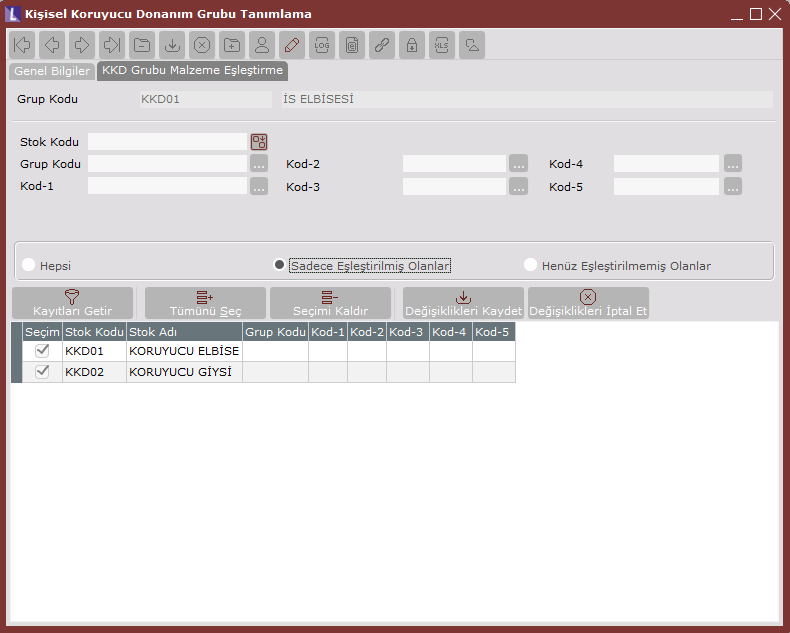 L Kişisel Koruyucu Donanım Grubu Tanımlama
LOG XLS
Genel Bilgiler KKD Grubu Malzeme Eşleştirme
Grup Kodu KKD01 İS ELBİSESİ
Stok Kodu
Grup Kodu ... Kod-2 ... Kod-4 ...
Kod-1 ... Kod-3 ... Kod-5 ...
Hepsi Sadece Eşleştirilmiş Olanlar Henüz Eşleştirilmemiş Olanlar
Kayıtları Getir Tümünü Seç Seçimi Kaldır Değişiklikleri Kaydet Değişiklikleri İptal Et
Seçim Stok Kodu Stok Adı Grup Kodu Kod-1 Kod-2 Kod-3 Kod-4 Kod-5
KKD01 KORUYUCU ELBİSE
KKD02 KORUYUCU GİYSİ